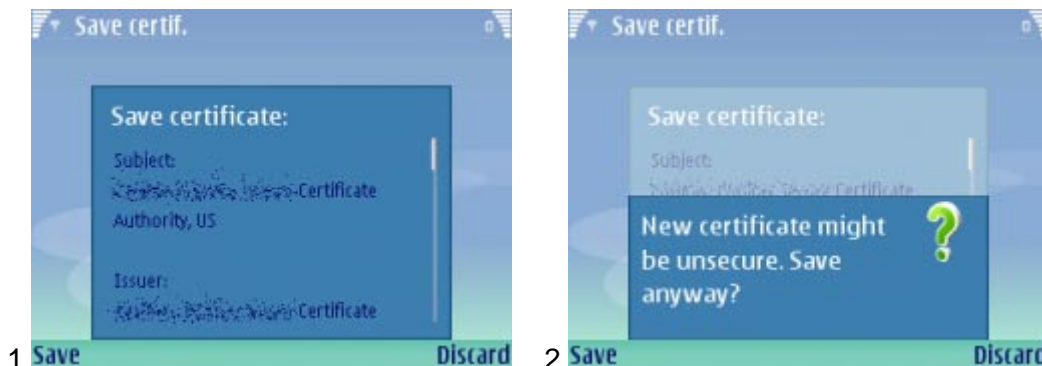 Save certif.
Save certificate:
Subject:
Certificate
Authority, US
Issuer:
Certificate
1 Save Discard
Save certif.
Save certificate:
Subject:
Certificate
New certificate might
be unsecure. Save
anyway?
2 Save Discard